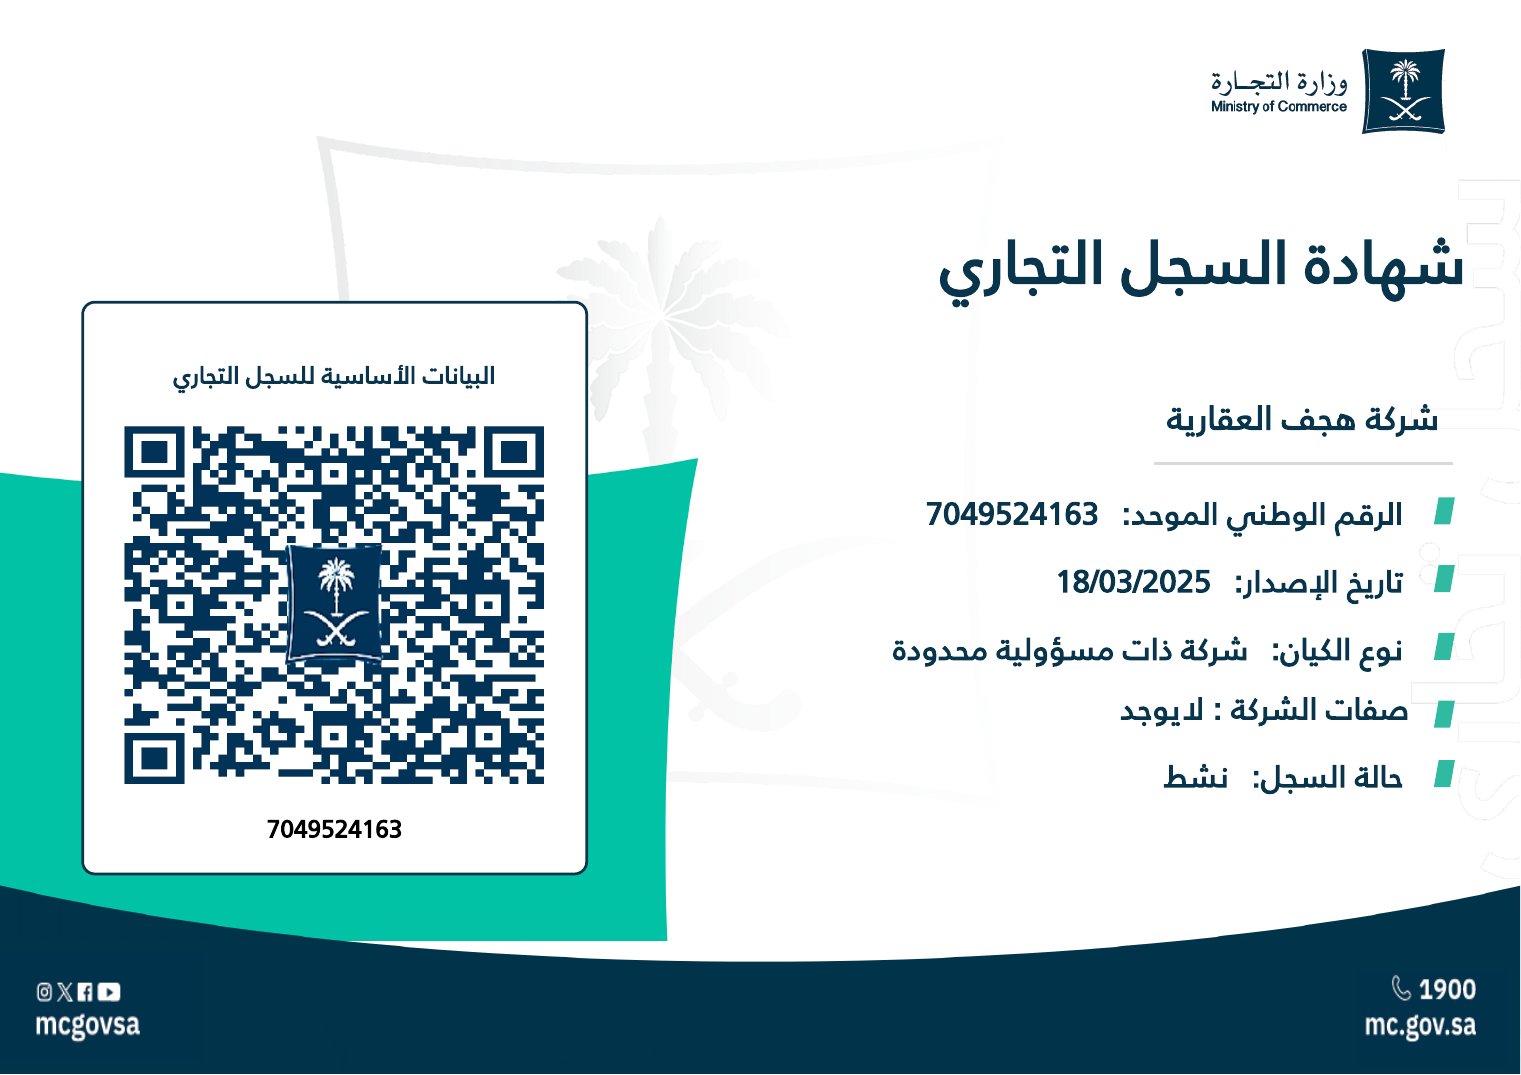 وزارة التجارة
Ministry of Commerce
شهادة السجل التجاري
شركة هجف العقارية
الرقم الوطني الموحد: 7049524163
تاريخ الإصدار: 18/03/2025
نوع الكيان: شركة ذات مسؤولية محدودة
صفات الشركة : لايوجد
حالة السجل: نشط
البيانات الأساسية للسجل التجاري
7049524163
1900
mc.gov.sa
mcgovsa